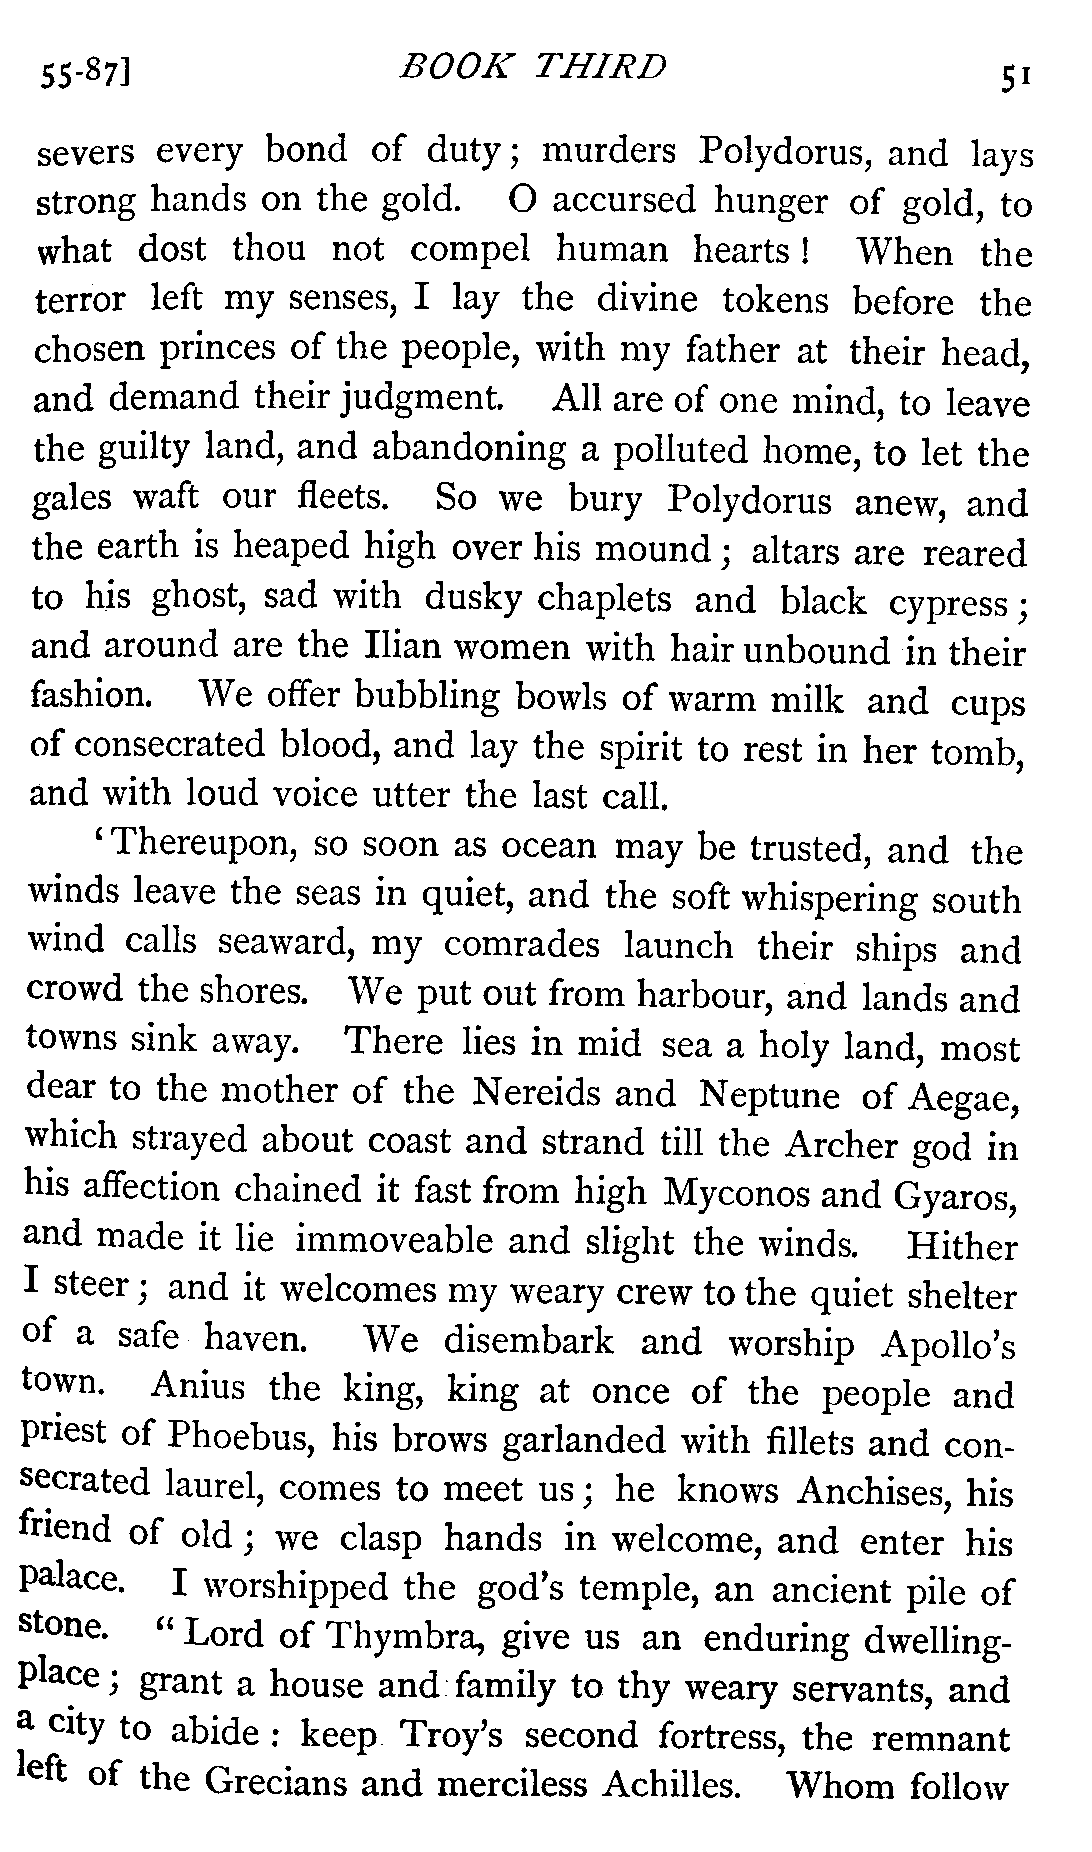 55-87] BOOK THIRD 51
severs every bond of duty; murders Polydorus, and lays
strong hands on the gold. O accursed hunger of gold, to
what dost thou not compel human hearts! When the
terror left my senses, I lay the divine tokens before the
chosen princes of the people, with my father at their head,
and demand their judgment. All are of one mind, to leave
the guilty land, and abandoning a polluted home, to let the
gales waft our fleets. So we bury Polydorus anew, and
the earth is heaped high over his mound; altars are reared
to his ghost, sad with dusky chaplets and black cypress;
and around are the Ilian women with hair unbound in their
fashion. We offer bubbling bowls of warm milk and cups
of consecrated blood, and lay the spirit to rest in her tomb,
and with loud voice utter the last call.
‘Thereupon, so soon as ocean may be trusted, and the
winds leave the seas in quiet, and the soft whispering south
wind calls seaward, my comrades launch their ships and
crowd the shores. We put out from harbour, and lands and
towns sink away. There lies in mid sea a holy land, most
dear to the mother of the Nereids and Neptune of Aegae,
which strayed about coast and strand till the Archer god in
his affection chained it fast from high Myconos and Gyaros,
and made it lie immoveable and slight the winds. Hither
I steer; and it welcomes my weary crew to the quiet shelter
of a safe haven. We disembark and worship Apollo's
town. Anius the king, king at once of the people and
priest of Phoebus, his brows garlanded with fillets and con-
secrated laurel, comes to meet us; he knows Anchises, his
friend of old; we clasp hands in welcome, and enter his
palace. I worshipped the god's temple, an ancient pile of
stone. “Lord of Thymbra, give us an enduring dwelling-
place; grant a house and family to thy weary servants, and
a city to abide: keep Troy's second fortress, the remnant
left of the Grecians and merciless Achilles. Whom follow